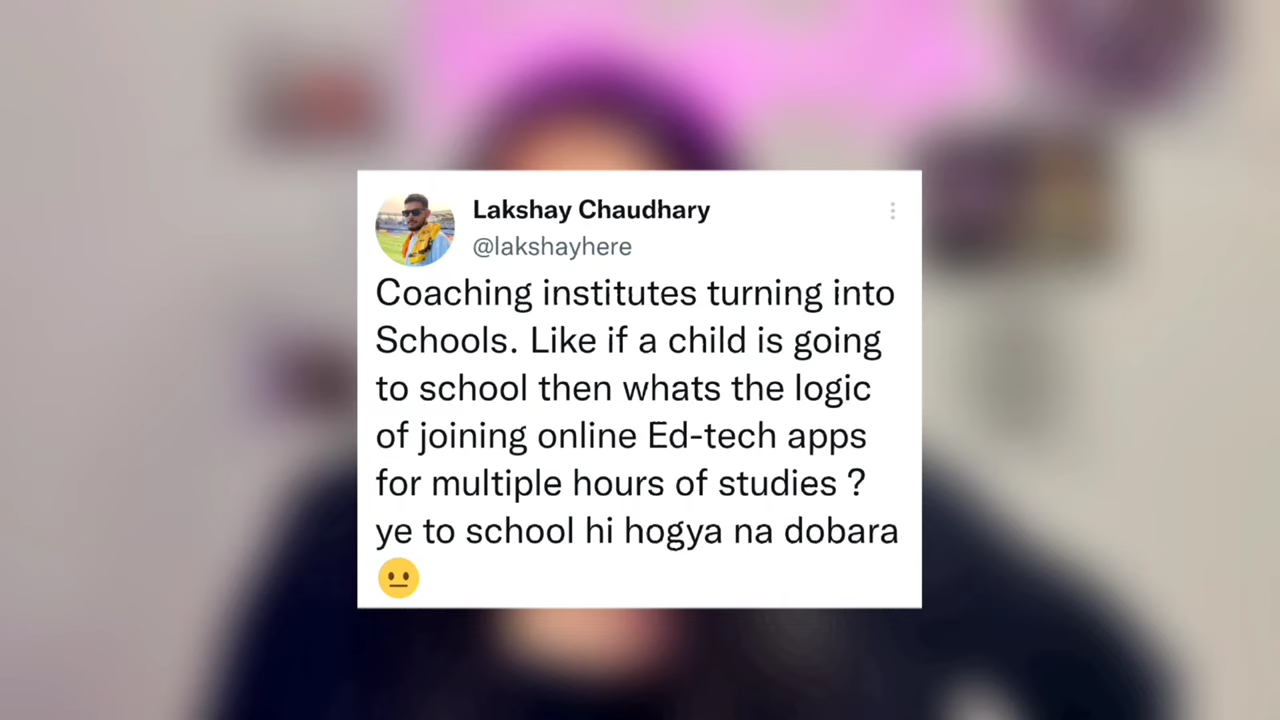 Lakshay Chaudhary
@lakshayhere
Coaching institutes turning into
Schools. Like if a child is going
to school then whats the logic
of joining online Ed-tech apps
for multiple hours of studies ?
ye to school hi hogya na dobara
😐